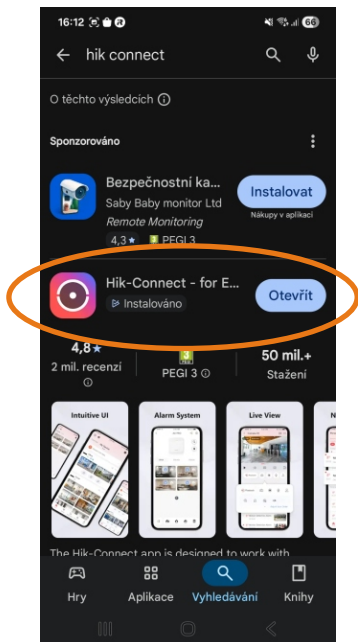 16:12
66
hik connect
O těchto výsledcích
Sponzorováno
Bezpečnostní ka...
Saby Baby monitor Ltd
Remote Monitoring
4,3★ 3 PEGI 3
Instalovat
Nákupy v aplikaci
Hik-Connect - for E...
Instalováno
Otevřít
4,8★
2 mil. recenzí
3
PEGI 3
50 mil.+
Stažení
Intuitive UI
Alarm System
Live View
N
The Hik-Connect app is designed to work with
Hry
Aplikace
Vyhledávání
Knihy